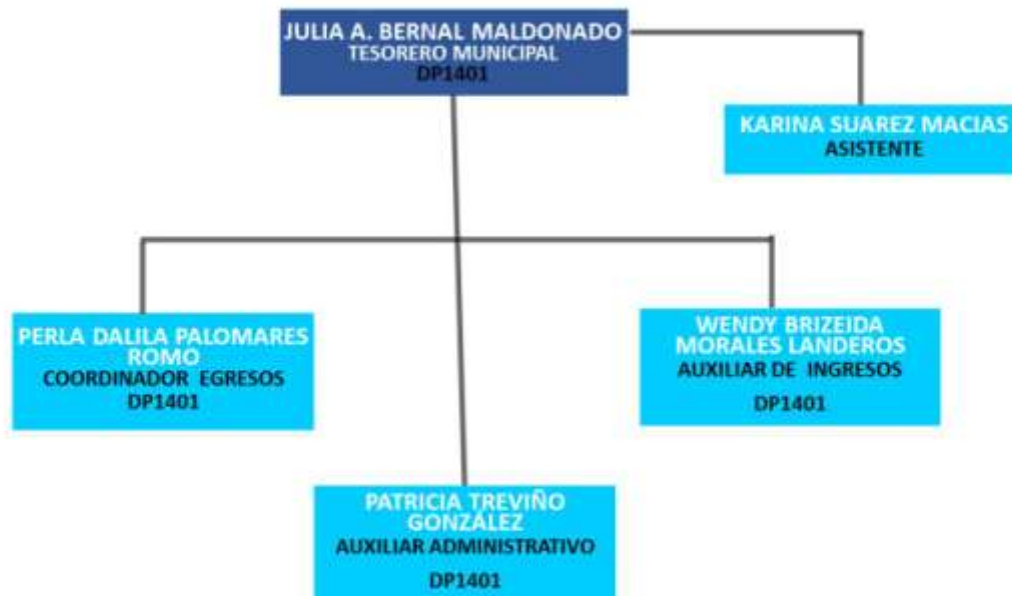 JULIA A. BERNAL MALDONADO
TESORERO MUNICIPAL
DP1401
KARINA SUAREZ MACIAS
ASISTENTE
PERLA DALILA PALOMARES
ROMO
COORDINADOR EGRESOS
DP1401
WENDY BRIZEIDA
MORALES LANDEROS
AUXILIAR DE INGRESOS
DP1401
PATRICIA TREVIÑO
GONZÁLEZ
AUXILIAR ADMINISTRATIVO
DP1401